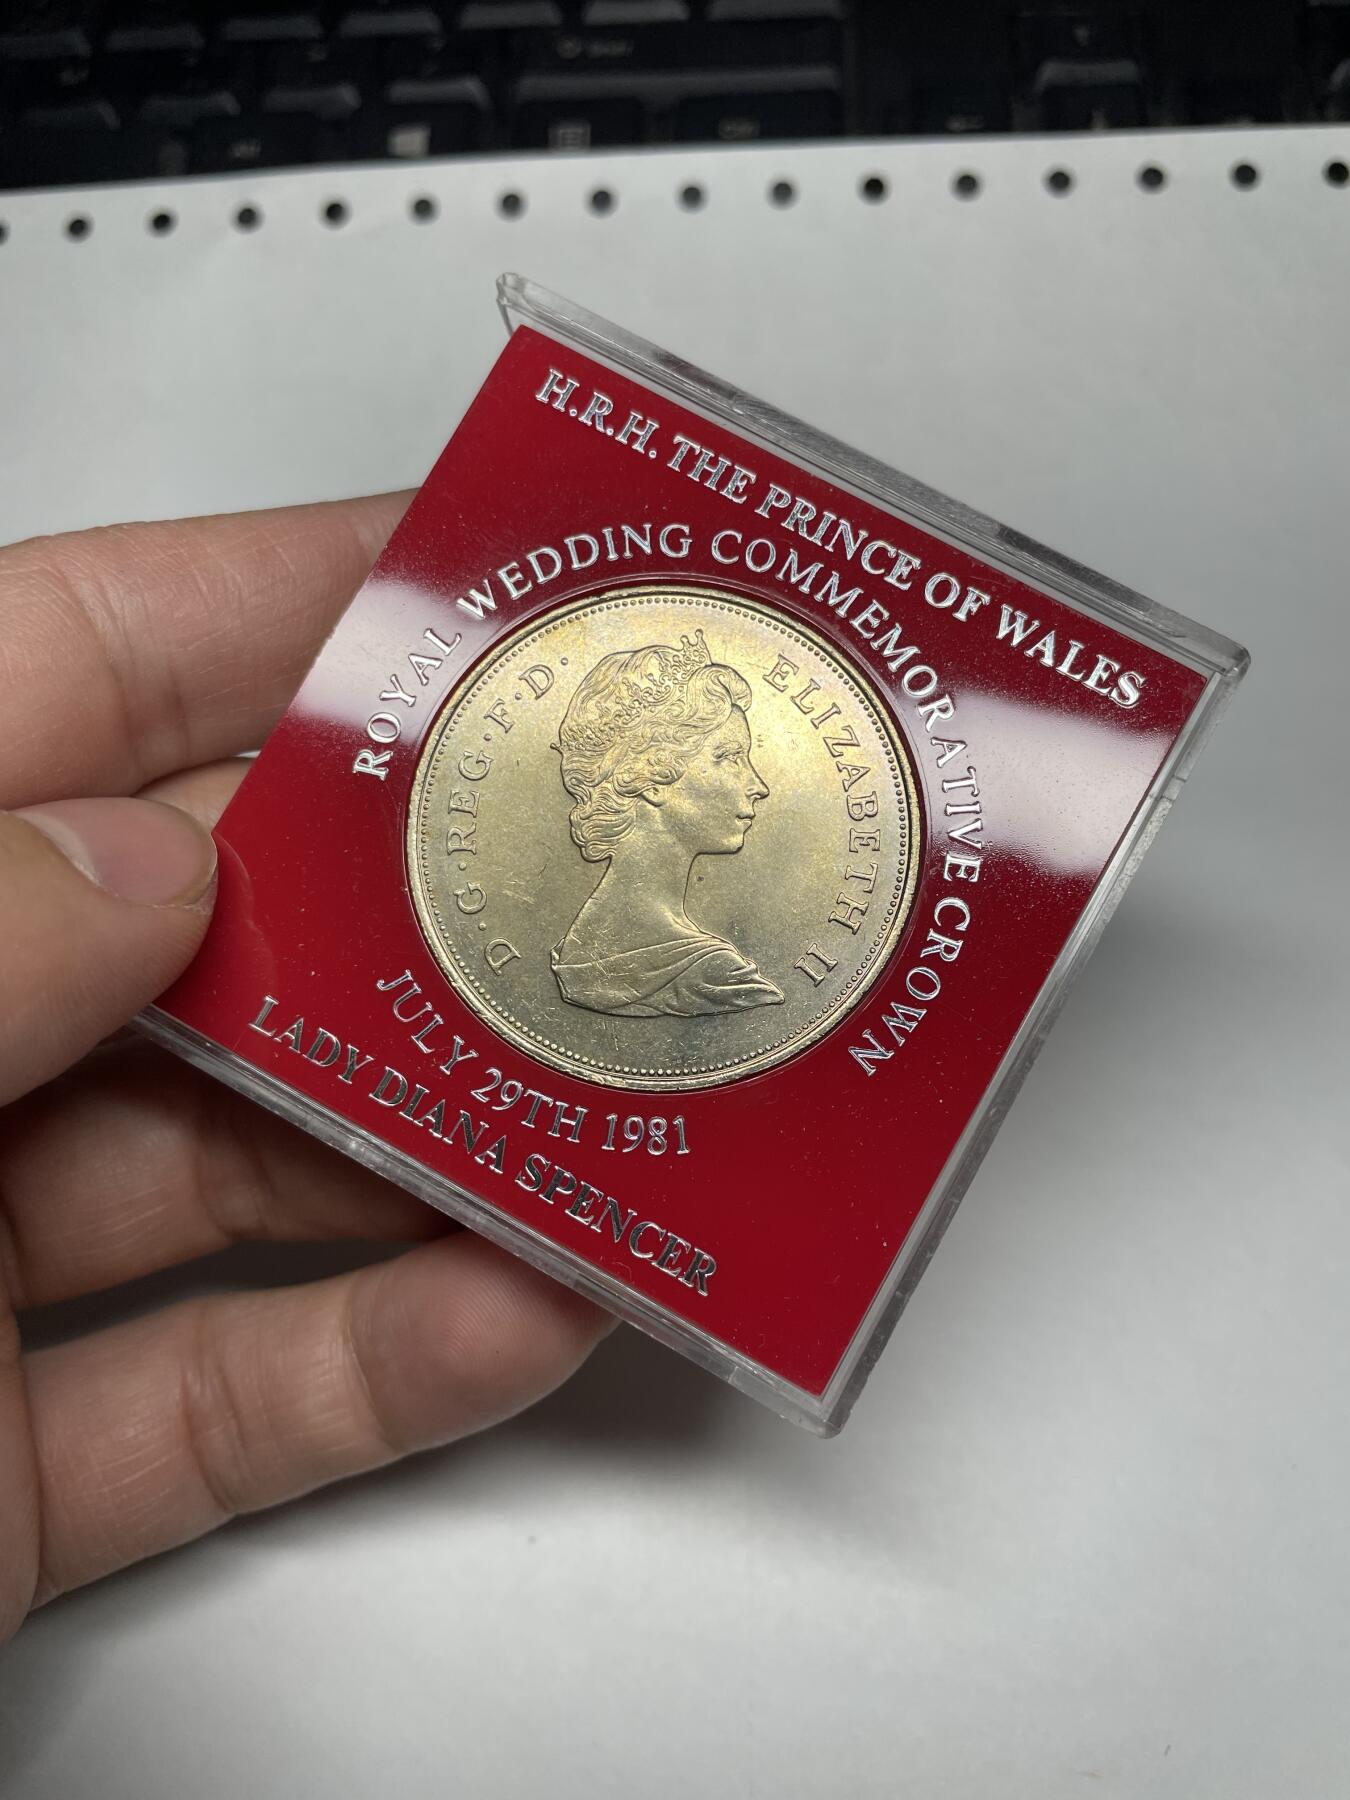 H.R.H. THE PRINCE OF WALES
ROYAL WEDDING COMMEMORATIVE CROWN
D·G·REG·F·D· ELIZABETH II
JULY 29TH 1981
LADY DIANA SPENCER